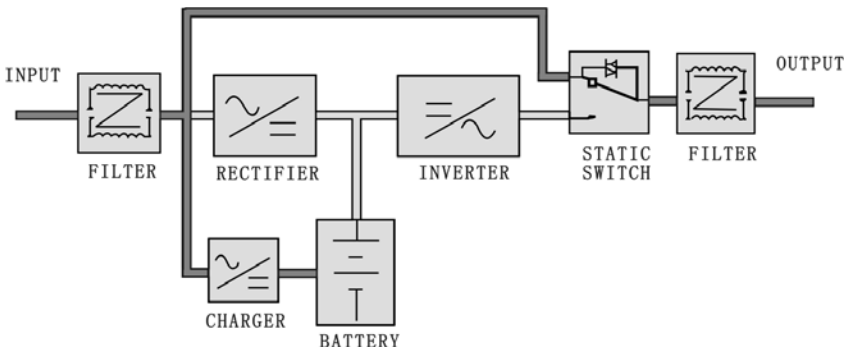 INPUT
OUTPUT
FILTER
RECTIFIER
INVERTER
STATIC
SWITCH
FILTER
CHARGER
BATTERY